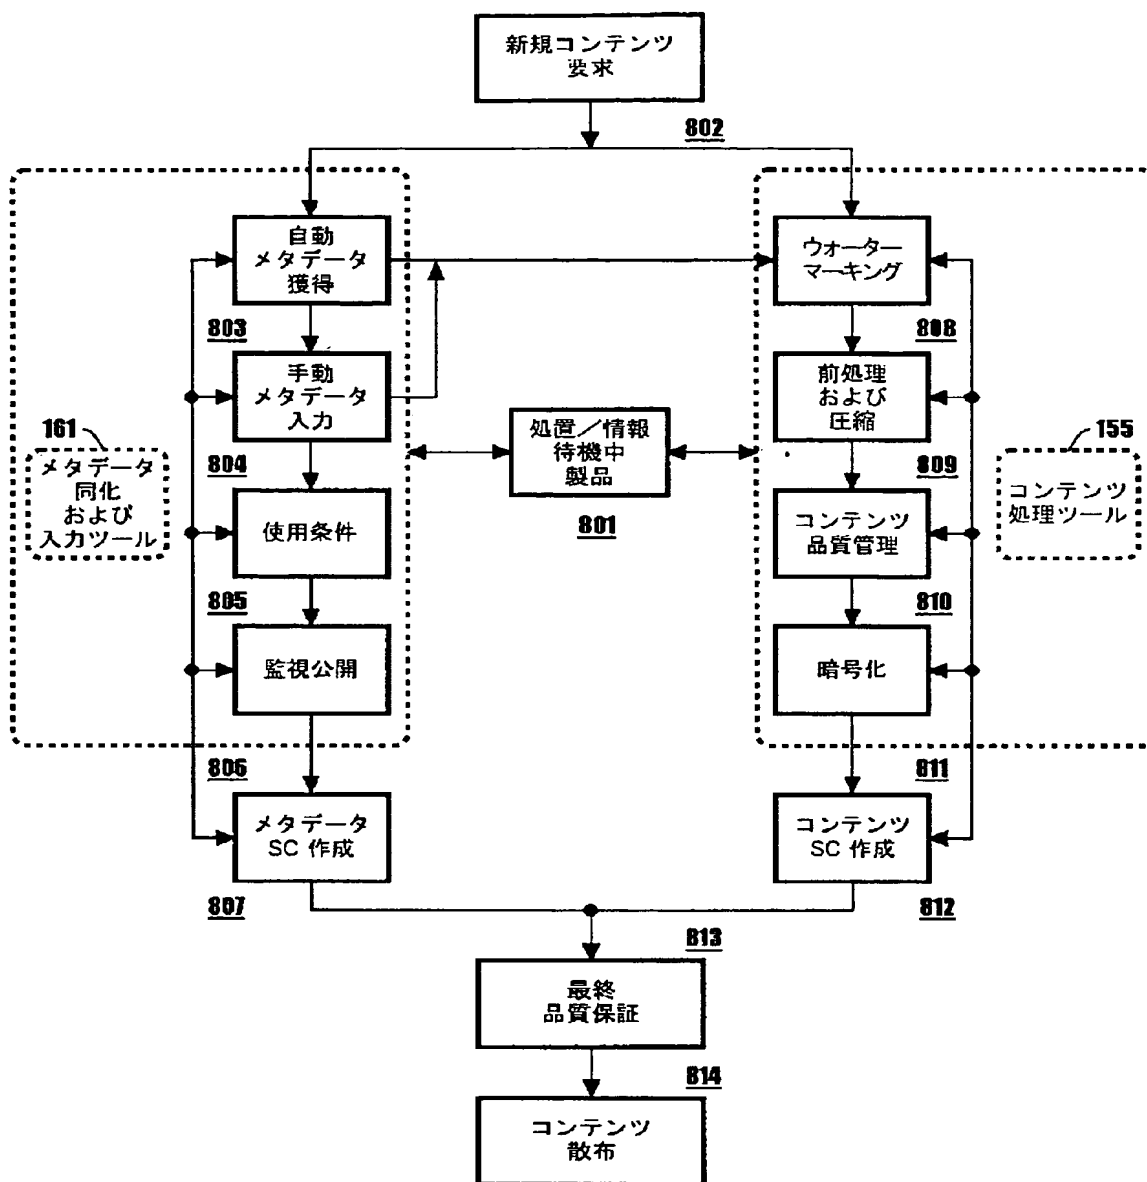 新規コンテンツ
要求
802
自動
メタデータ
獲得
803
手動
メタデータ
入力
804
161
メタデータ
同化
および
入力ツール
使用条件
805
監視公開
806
メタデータ
SC 作成
807
処置／情報
待機中
製品
801
ウォーター
マーキング
808
前処理
および
圧縮
809
155
コンテンツ
処理ツール
コンテンツ
品質管理
810
暗号化
811
コンテンツ
SC 作成
812
813
最終
品質保証
814
コンテンツ
散布